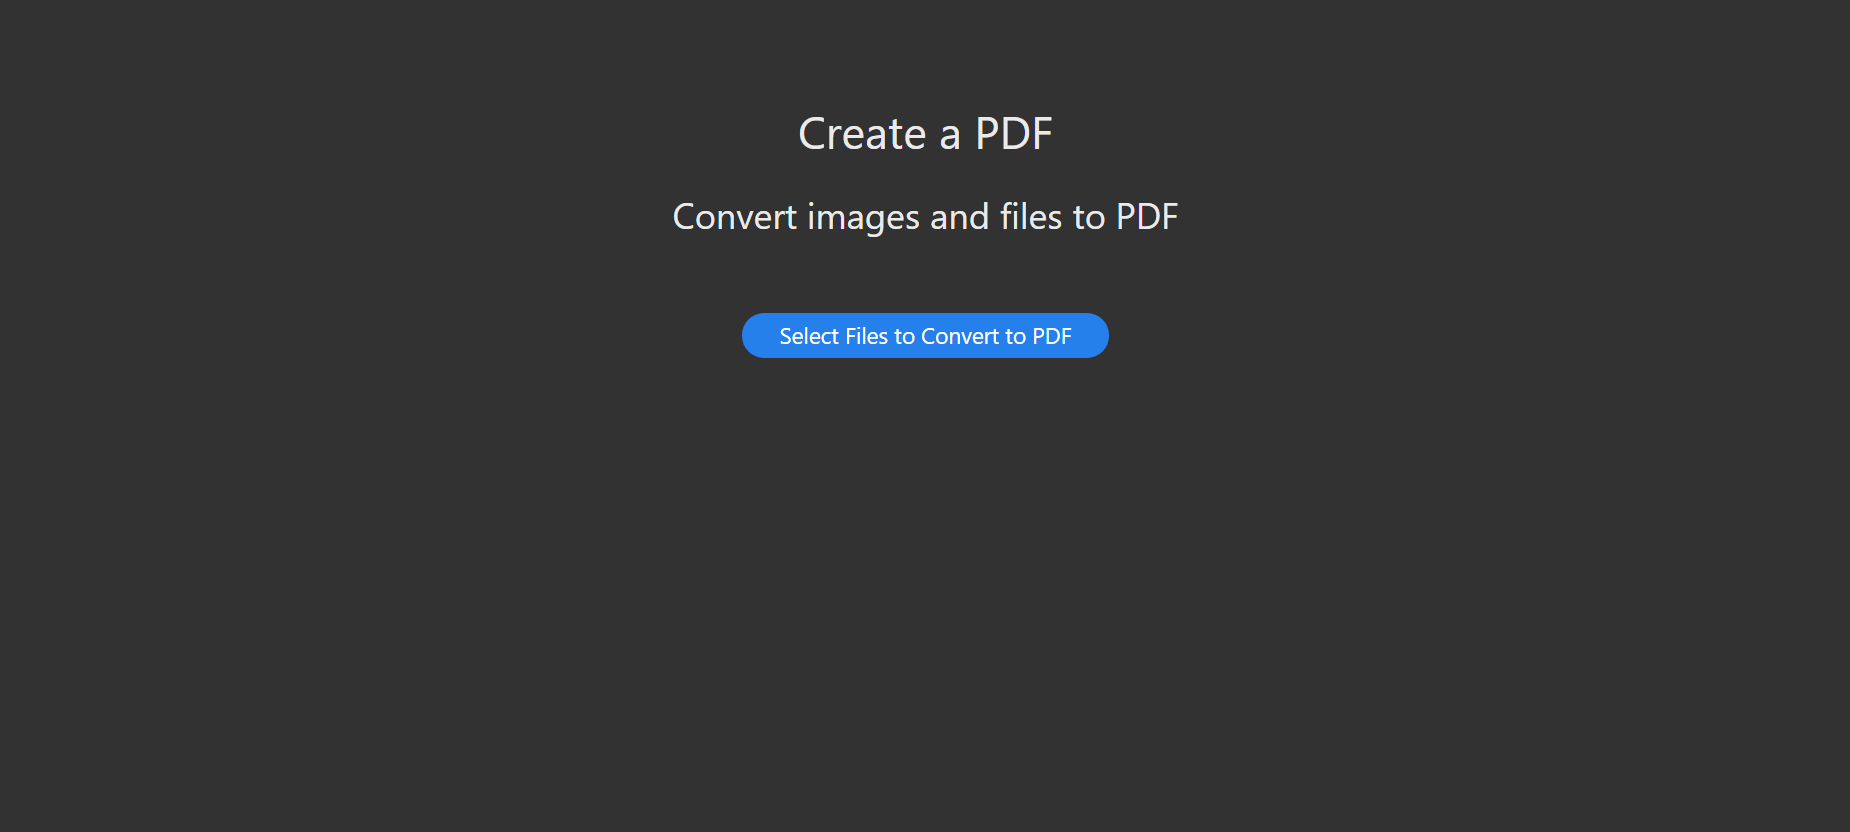 Create a PDF
Convert images and files to PDF
Select Files to Convert to PDF